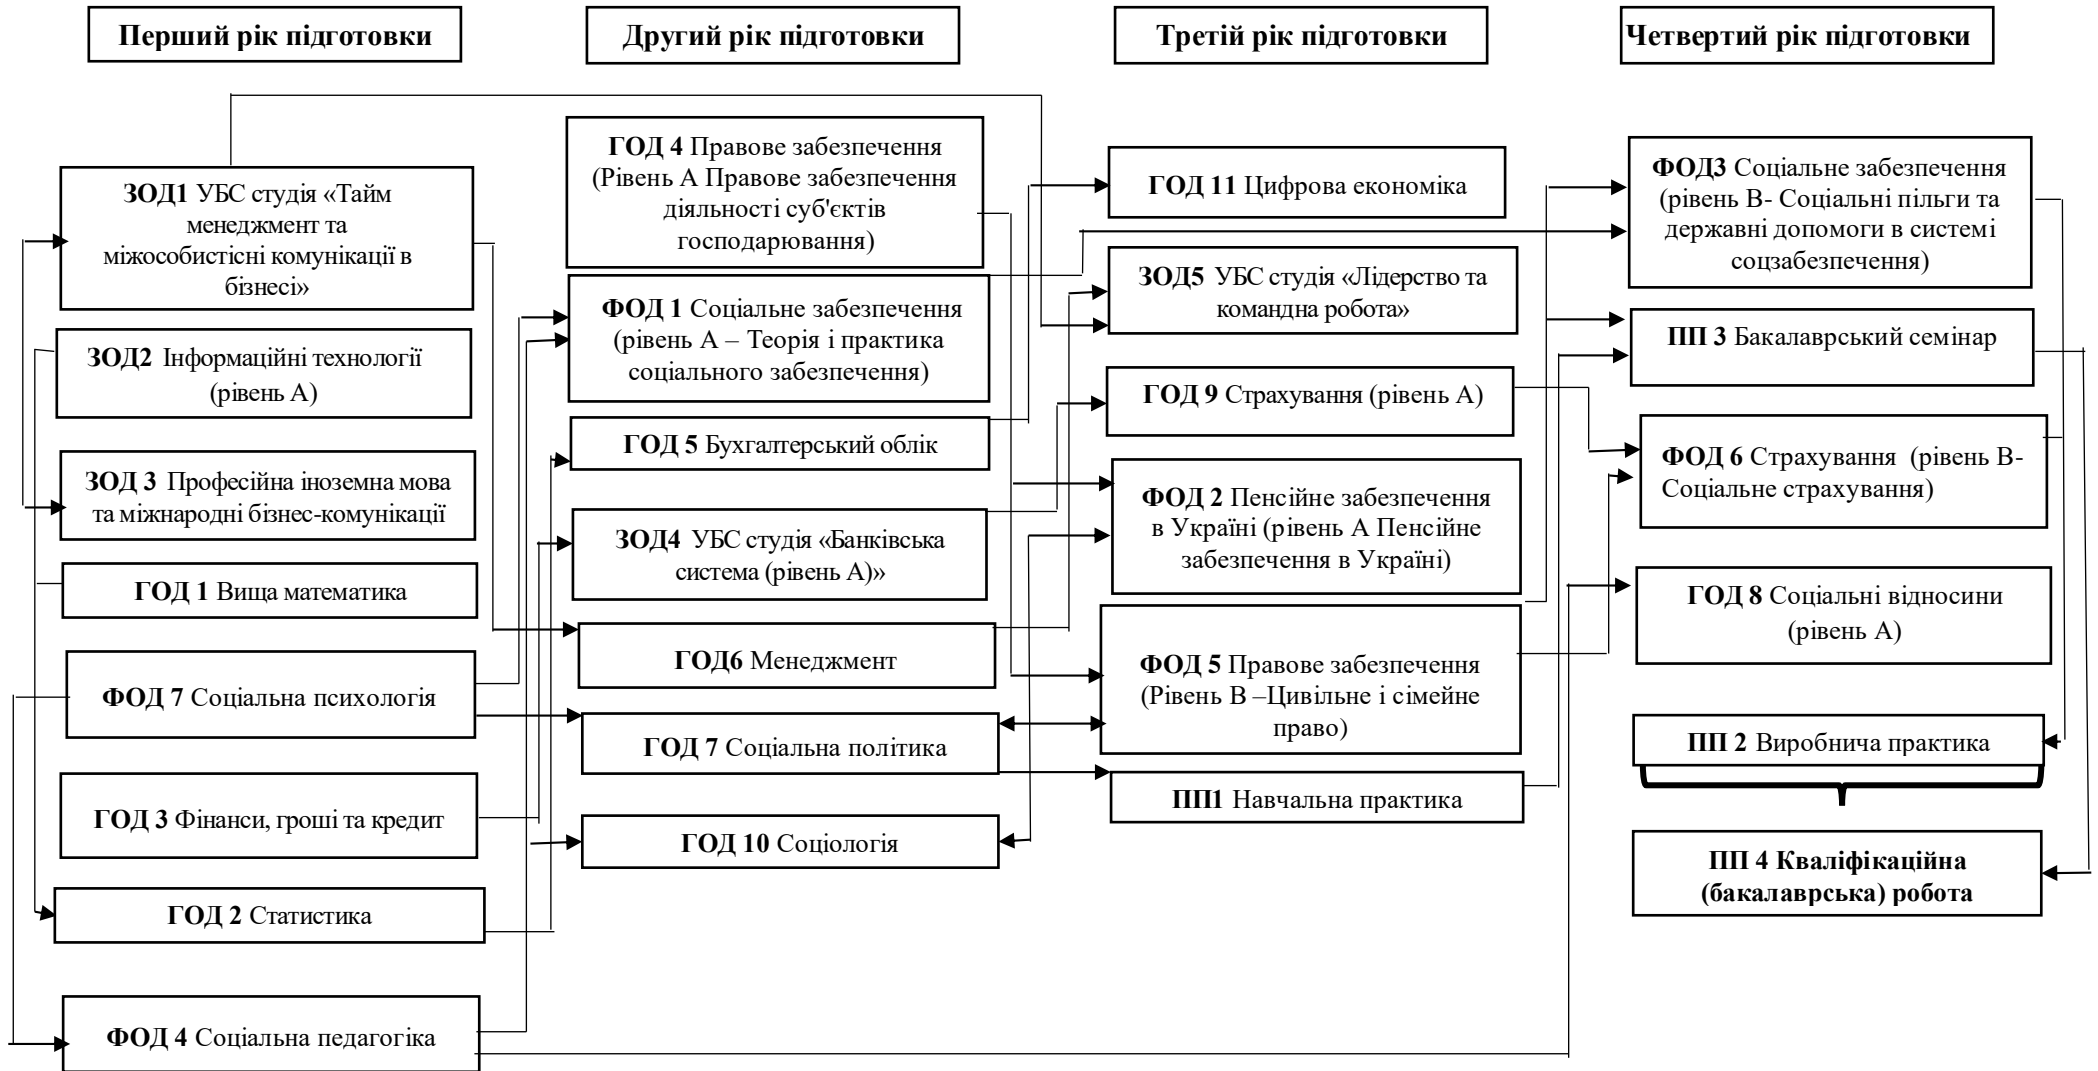 Перший рік підготовки
Другий рік підготовки
Третій рік підготовки
Четвертий рік підготовки
ЗОД1 УБС студія «Тайм
менеджмент та
міжособистісні комунікації в
бізнесі»
ЗОД2 Інформаційні технології
(рівень А)
ЗОД 3 Професійна іноземна мова
та міжнародні бізнес-комунікації
ГОД 1 Вища математика
ФОД 7 Соціальна психологія
ГОД 3 Фінанси, гроші та кредит
ГОД 2 Статистика
ФОД 4 Соціальна педагогіка
ГОД 4 Правове забезпечення
(Рівень А Правове забезпечення
діяльності суб'єктів
господарювання)
ФОД 1 Соціальне забезпечення
(рівень А – Теорія і практика
соціального забезпечення)
ГОД 5 Бухгалтерський облік
ЗОД4 УБС студія «Банківська
система (рівень А)»
ГОД6 Менеджмент
ГОД 7 Соціальна політика
ГОД 10 Соціологія
ГОД 11 Цифрова економіка
ЗОД5 УБС студія «Лідерство та
командна робота»
ГОД 9 Страхування (рівень А)
ФОД 2 Пенсійне забезпечення
в Україні (рівень А Пенсійне
забезпечення в Україні)
ФОД 5 Правове забезпечення
(Рівень В –Цивільне і сімейне
право)
ПП1 Навчальна практика
ФОД3 Соціальне забезпечення
(рівень В- Соціальні пільги та
державні допомоги в системі
соцзабезпечення)
ПП 3 Бакалаврський семінар
ФОД 6 Страхування (рівень В-
Соціальне страхування)
ГОД 8 Соціальні відносини
(рівень А)
ПП 2 Виробнича практика
ПП 4 Кваліфікаційна
(бакалаврська) робота